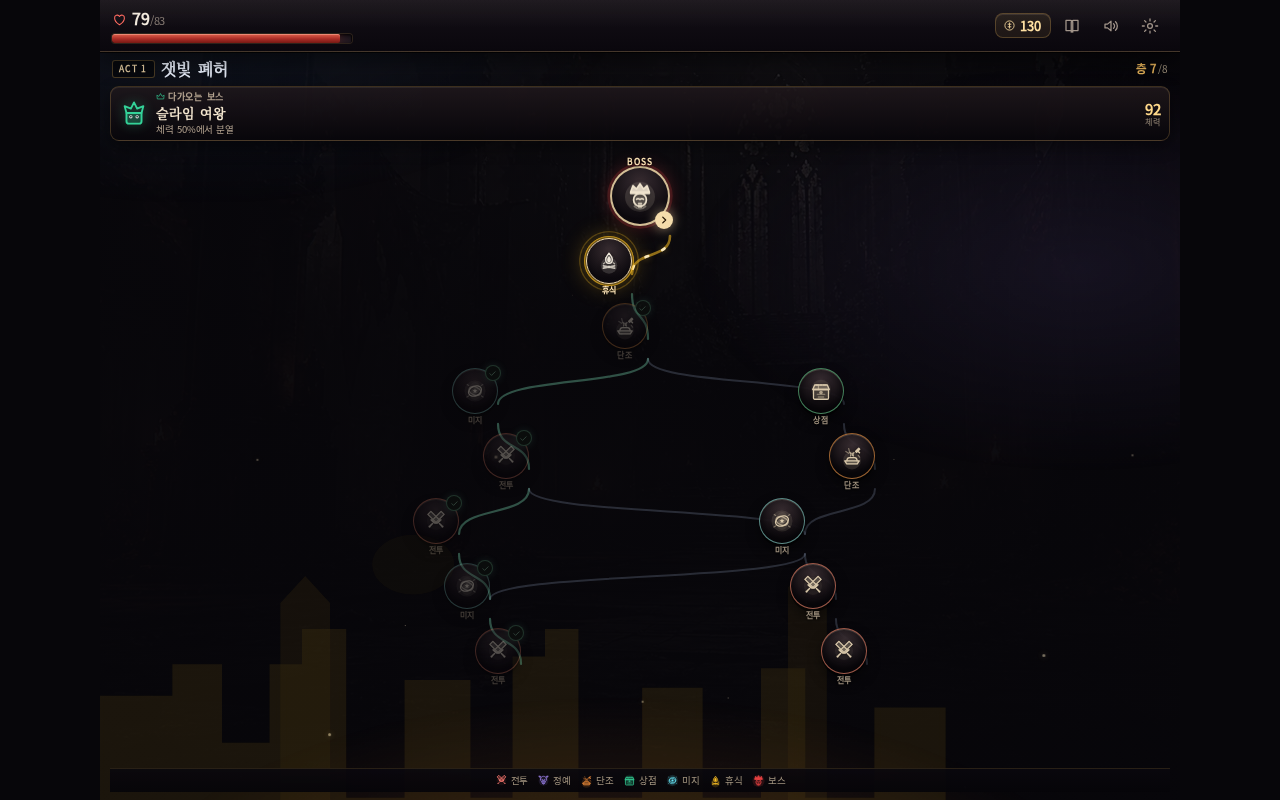 79/83
130
ACT 1 잿빛 폐허
층 7/8
다가오는 보스
슬라임 여왕
체력 50%에서 분열
92
체력
BOSS
휴식
단조
미지
상점
전투
단조
전투
미지
미지
전투
전투
전투
전투 정예 단조 상점 미지 휴식 보스